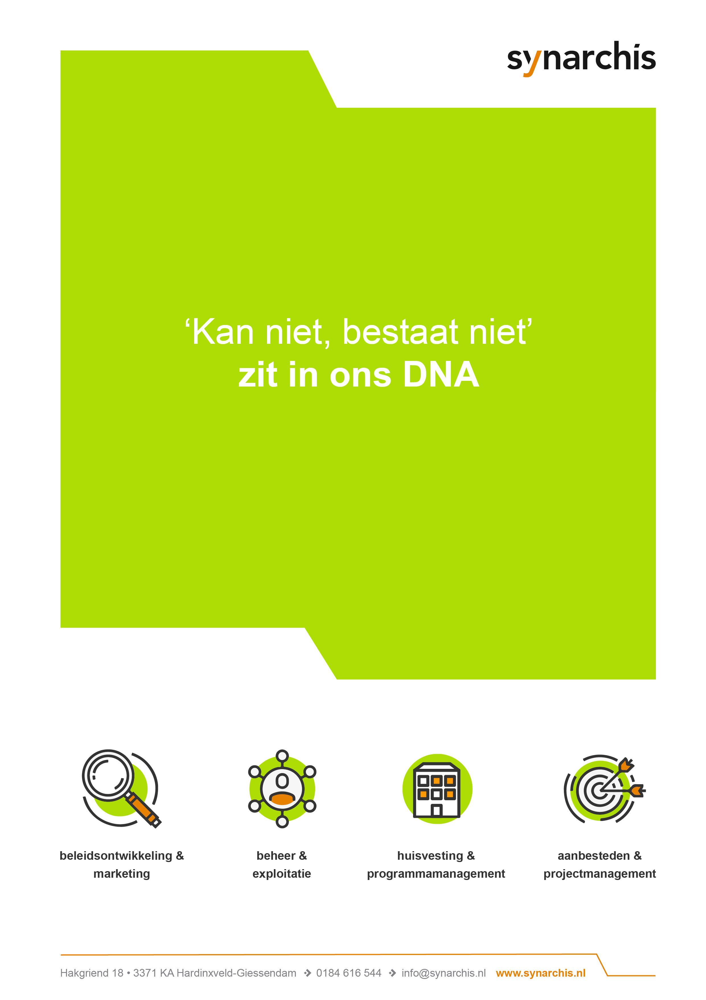 synarchis
‘Kan niet, bestaat niet’
zit in ons DNA
beleidsontwikkeling &
marketing
beheer &
exploitatie
huisvesting &
programmamanagement
aanbesteden &
projectmanagement
Hakgriend 18 • 3371 KA Hardinxveld-Giessendam 0184 616 544 info@synarchis.nl www.synarchis.nl